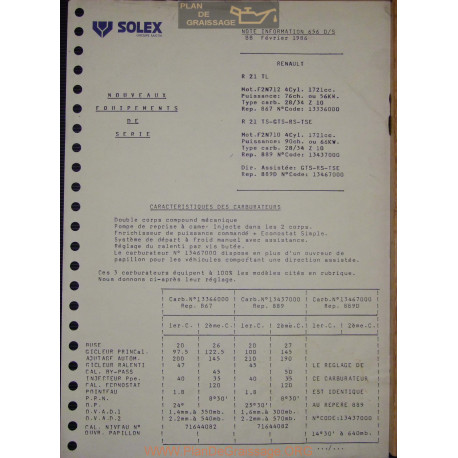 PLAN DE
GRAISSAGE
SOLEX
NOTE INFORMATION 636 D/S
88 Février 1986
RENAULT
R 21 TL
Mot.F2N712 4Cyl. 1721cc.
Puissance: 76ch. ou 56KW.
Type carb. 28/34 Z 10
Rep. 867 N°Code: 13336000
R 21 TS-GTS-RS-TSE
Mot.F2N710 4Cyl. 1721cc.
Puissance: 90ch. ou 66KW.
Type carb. 28/34 Z 10
Rep. 889 N°Code: 13437000
Dir. Assistée: GTS-RS-TSE
Rep. 889D N°Code: 13467000
NOUVEAUX
EQUIPEMENTS
DE
SERIE
CARACTERISTIQUES DES CARBURATEURS
Double corps compound mécanique
Pompe de reprise à came- Injecte dans les 2 corps.
Enrichisseur de puissance commandé + Econostat Simple.
Système de départ à froid manuel avec assistance.
Réglage du ralenti par vis butée.
Le carburateur N° 13467000 dispose en plus d'un ouvreur de
papillon pour les véhicules comportant une direction assistée.
Ces 3 carburateurs équipent à 100% les modèles cités en rubrique.
Nous donnons ci-après leur réglage.
Carb.N°13346000 Carb.N°13437000 Carb.N°13467000
Rep. 867 Rep. 889 Rep. 889D
1er.C. 2ème.C. 1er.C. 2ème.C. 1er.C. 2ème.C.
BUSE 20 26 20 27
GICLEUR PRINCal. 97.5 122.5 100 145
AJUTAGE AUTOM. 200 145 210 190
GICLEUR RALENTI 47 43 LE REGLAGE DE
CAL. BY-PASS 45 50
INJECTEUR Ppe. 40 35 40 35 CE CARBURATEUR
CAL. ECONOSTAT 120 120
POINTEAU 1.8 1.8 EST IDENTIQUE
P.P.N. 8°30' 8°30'
O.P. 24° 25°30' AU REPERE 889
O.V.A.D.1 1.4mm.à 350mb. 1.6mm.à 300mb.
O.V.A.D.2 2.2mm.à 540mb. 2.2mm.à 370mb. N°CODE:13437000
CAL. NIVEAU N° 71644082 71644082
OUVR. PAPILLON 14°30' à 640mb.